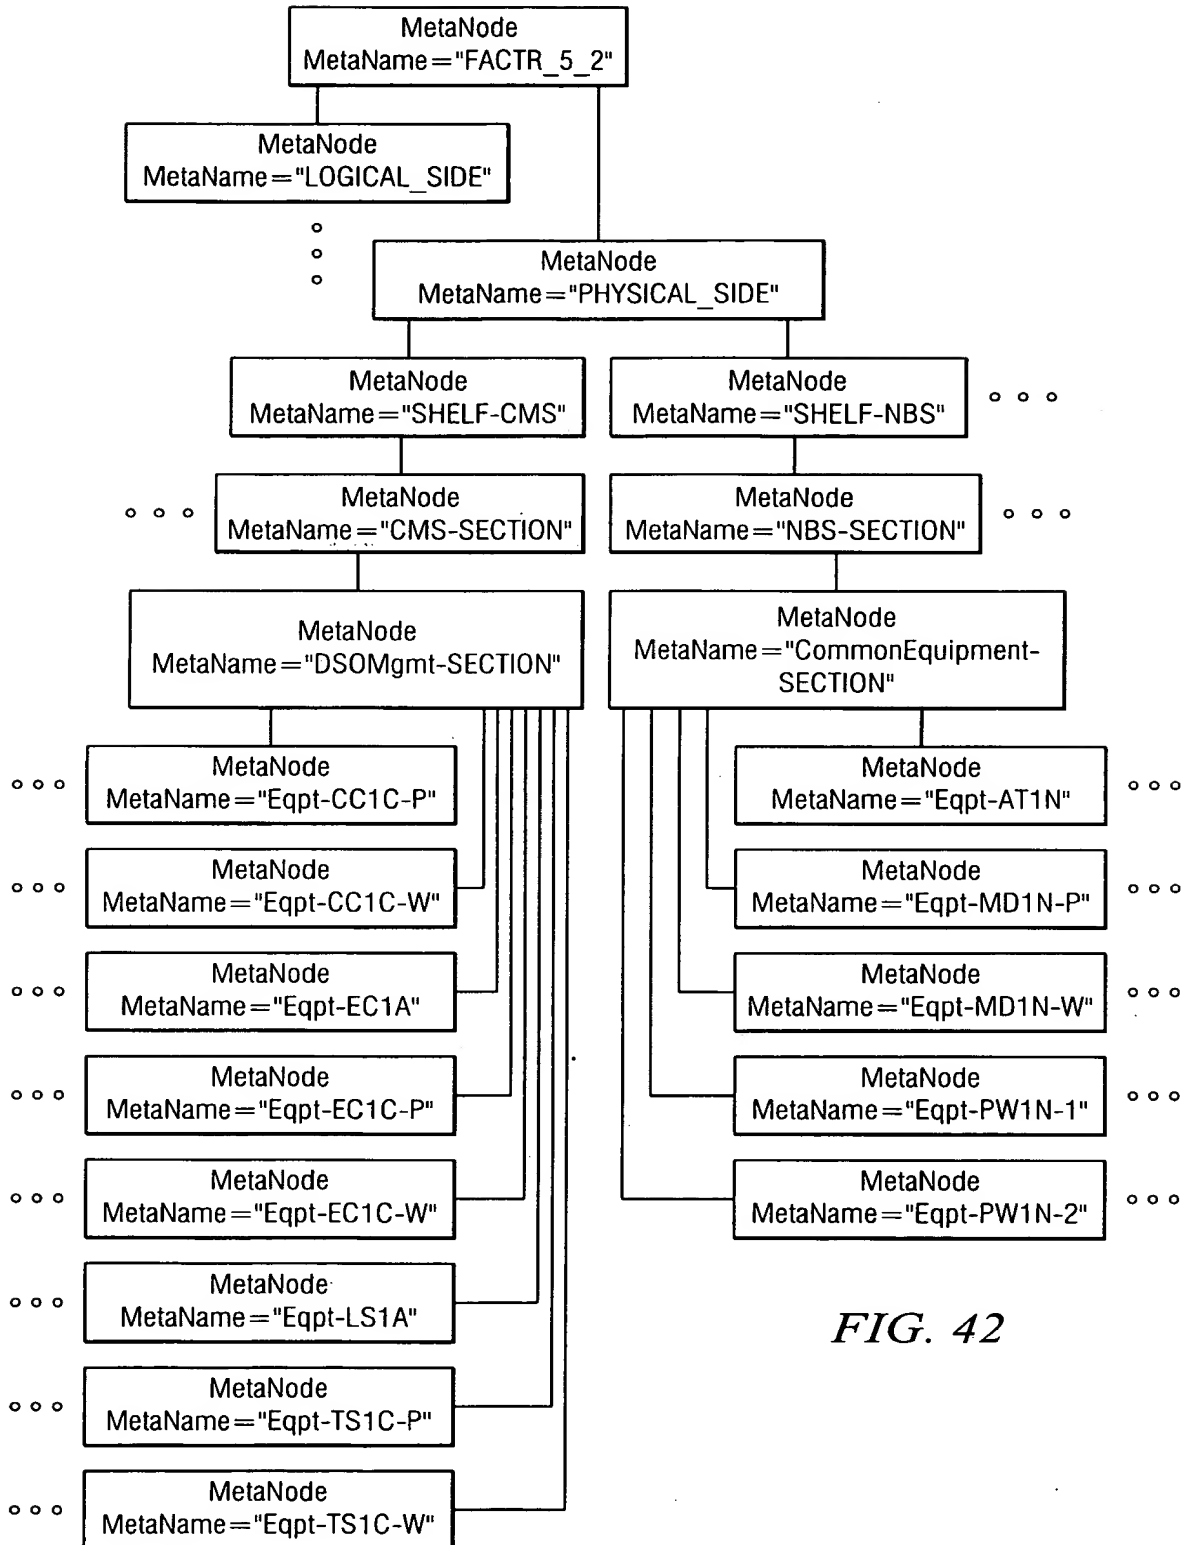 MetaNode
MetaName="FACTR_5_2"
MetaNode
MetaName="LOGICAL_SIDE"
MetaNode
MetaName="PHYSICAL_SIDE"
MetaNode
MetaName="SHELF-CMS"
MetaNode
MetaName="SHELF-NBS"
MetaNode
MetaName="CMS-SECTION"
MetaNode
MetaName="NBS-SECTION"
MetaNode
MetaName="DSOMgmt-SECTION"
MetaNode
MetaName="CommonEquipment-
SECTION"
MetaNode
MetaName="Eqpt-CC1C-P"
MetaNode
MetaName="Eqpt-CC1C-W"
MetaNode
MetaName="Eqpt-EC1A"
MetaNode
MetaName="Eqpt-EC1C-P"
MetaNode
MetaName="Eqpt-EC1C-W"
MetaNode
MetaName="Eqpt-LS1A"
MetaNode
MetaName="Eqpt-TS1C-P"
MetaNode
MetaName="Eqpt-TS1C-W"
MetaNode
MetaName="Eqpt-AT1N"
MetaNode
MetaName="Eqpt-MD1N-P"
MetaNode
MetaName="Eqpt-MD1N-W"
MetaNode
MetaName="Eqpt-PW1N-1"
MetaNode
MetaName="Eqpt-PW1N-2"
FIG. 42